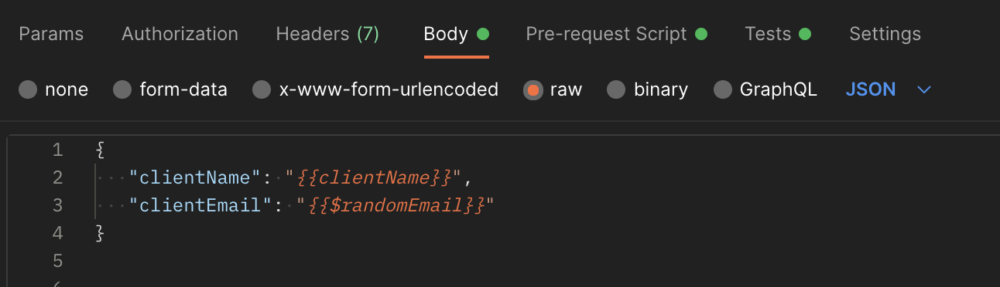 Params Authorization Headers (7) Body Pre-request Script Tests Settings
none form-data x-www-form-urlencoded raw binary GraphQL JSON
1 {
2 "clientName": "{{clientName}}",
3 "clientEmail": "{{$randomEmail}}"
4 }
5